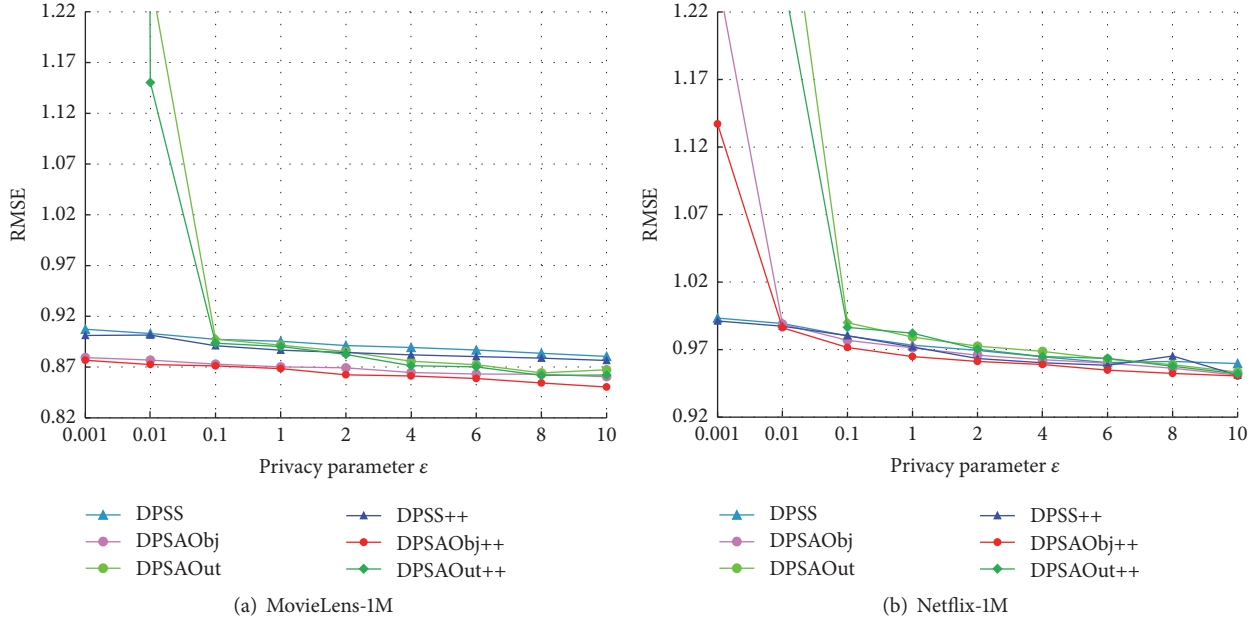 1.22
1.17
1.12
1.07
1.02
0.97
0.92
0.87
0.82
RMSE
0.001 0.01 0.1 1 2 4 6 8 10
Privacy parameter ε
DPSS
DPSAObj
DPSAOut
DPSS++
DPSAObj++
DPSAOut++
(a) MovieLens-1M
1.22
1.17
1.12
1.07
1.02
0.97
0.92
RMSE
0.001 0.01 0.1 1 2 4 6 8 10
Privacy parameter ε
DPSS
DPSAObj
DPSAOut
DPSS++
DPSAObj++
DPSAOut++
(b) Netflix-1M